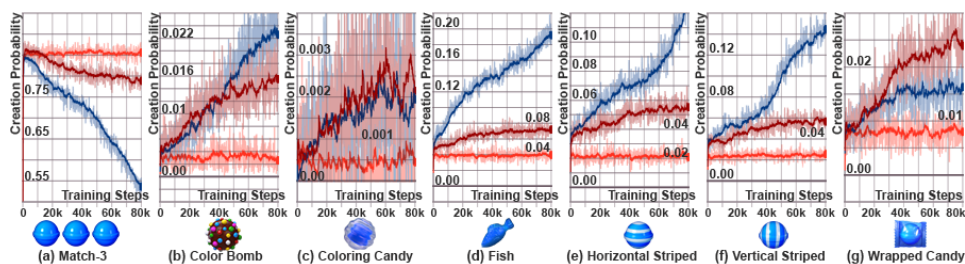 Creation Probability
0.75
0.65
0.55
Training Steps
0 20k 40k 60k 80k
(a) Match-3
Creation Probability
0.022
0.016
0.01
0.00
Training Steps
0 20k 40k 60k 80k
(b) Color Bomb
Creation Probability
0.003
0.002
0.001
0.00
Training Steps
0 20k 40k 60k 80k
(c) Coloring Candy
Creation Probability
0.20
0.12
0.08
0.04
0.00
Training Steps
0 20k 40k 60k 80k
(d) Fish
Creation Probability
0.10
0.06
0.04
0.02
0.00
Training Steps
0 20k 40k 60k 80k
(e) Horizontal Striped
Creation Probability
0.12
0.08
0.04
0.00
Training Steps
0 20k 40k 60k 80k
(f) Vertical Striped
Creation Probability
0.02
0.01
0.00
Training Steps
0 20k 40k 60k 80k
(g) Wrapped Candy